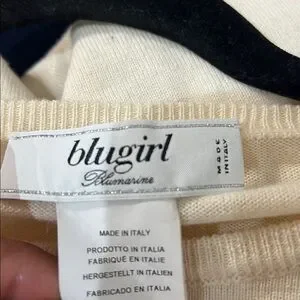 blugirl
Blumarine
MADE
IN ITALY
MADE IN ITALY
PRODOTTO IN ITALIA
FABRIQUÉ EN ITALIE
HERGESTELLT IN ITALIEN
FABRICADO EN ITALIA